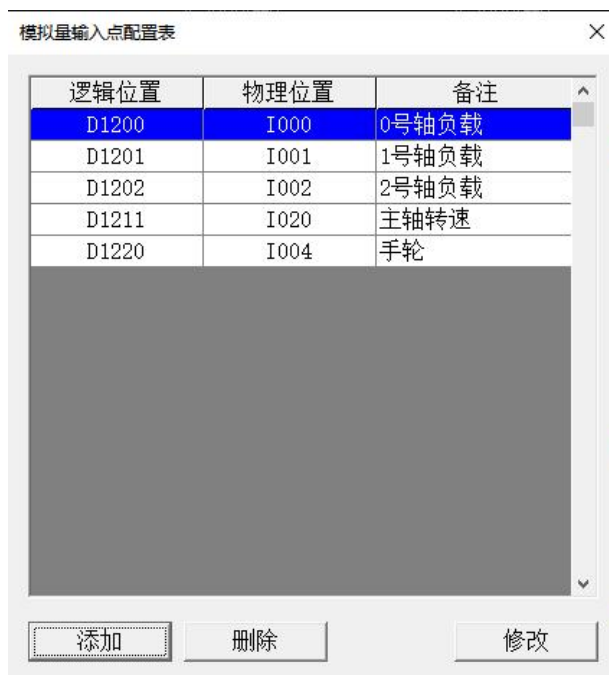 模拟量输入点配置表
逻辑位置 物理位置 备注
D1200 I000 0号轴负载
D1201 I001 1号轴负载
D1202 I002 2号轴负载
D1211 I020 主轴转速
D1220 I004 手轮
添加 删除 修改